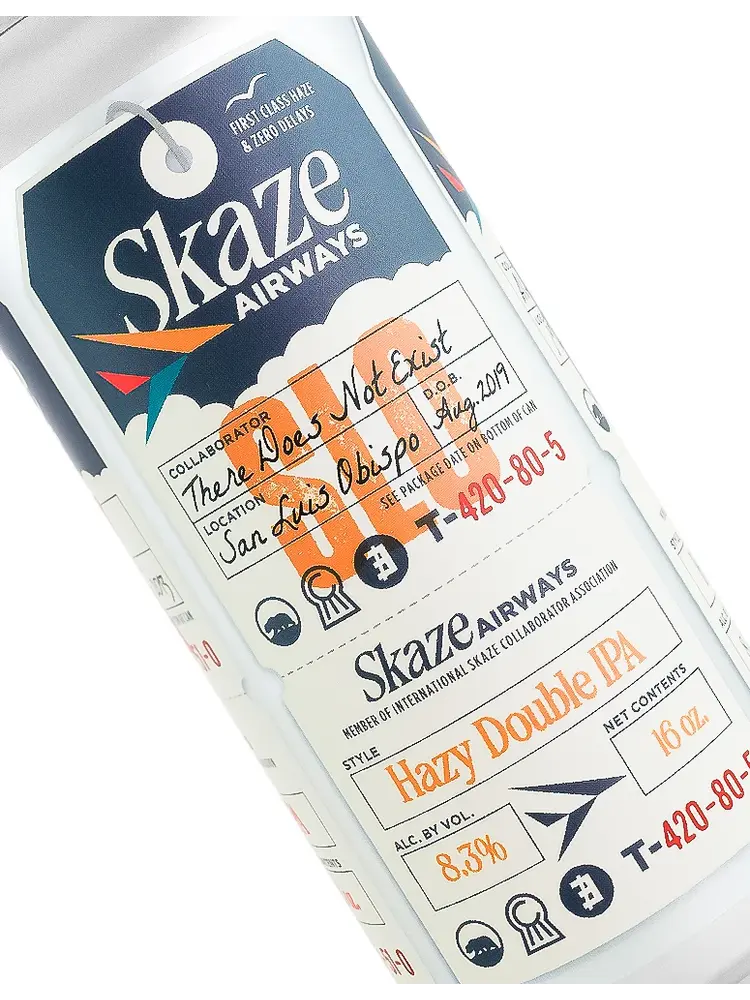 FIRST CLASS HAZE
& ZERO DELAYS
Skaze
AIRWAYS
SLO
COLLABORATOR
There Does Not Exist
LOCATION
San Luis Obispo
D.O.B.
Aug. 2019
SEE PACKAGE DATE ON BOTTOM OF CAN
T-420-80-5
Skaze AIRWAYS
MEMBER OF INTERNATIONAL SKAZE COLLABORATOR ASSOCIATION
STYLE
Hazy Double IPA
ALC. BY VOL.
8.3%
NET CONTENTS
16 oz.
T-420-80-5